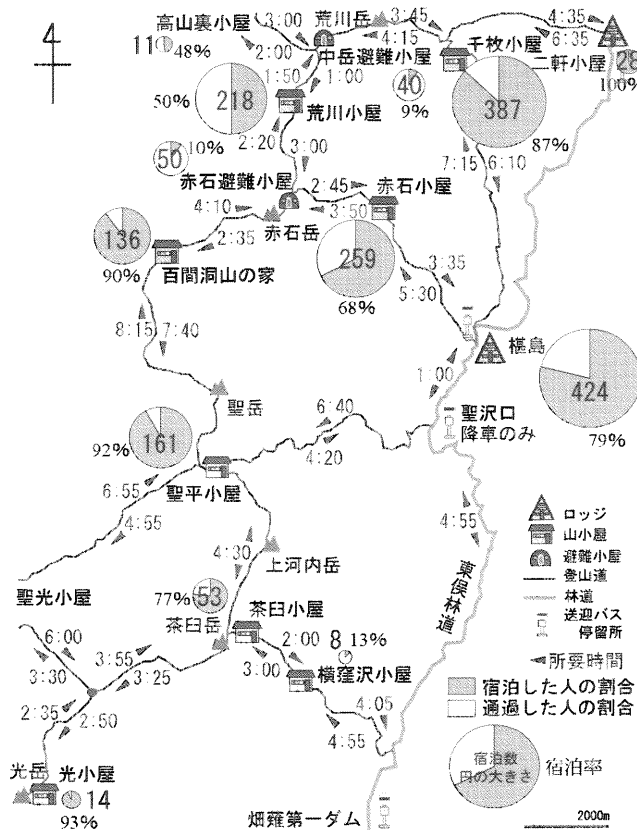 4
高山裏小屋
3:00
荒川岳
3:45
4:35
11
48%
2:00
4:15
6:35
中岳避難小屋
千枚小屋
二軒小屋
28
100%
1:50
1:00
40
9%
50%
218
荒川小屋
387
87%
2:20
50
10%
3:00
7:15
6:10
赤石避難小屋
2:45
赤石小屋
4:10
3:50
赤石岳
136
2:35
90%
百間洞山の家
259
68%
3:35
5:30
8:15
7:40
椹島
1:00
424
79%
聖岳
6:40
聖沢口
降車のみ
161
92%
4:20
聖平小屋
6:55
4:55
4:30
上河内岳
4:55
東俣林道
聖光小屋
77%
53
茶臼小屋
茶臼岳
8
13%
6:00
3:55
2:00
3:30
3:25
3:00
横窪沢小屋
2:35
2:50
4:05
4:55
光岳
光小屋
14
93%
畑薙第一ダム
ロッジ
山小屋
避難小屋
登山道
林道
送迎バス
停留所
所要時間
宿泊した人の割合
通過した人の割合
宿泊数
円の大きさ
宿泊率
2000m